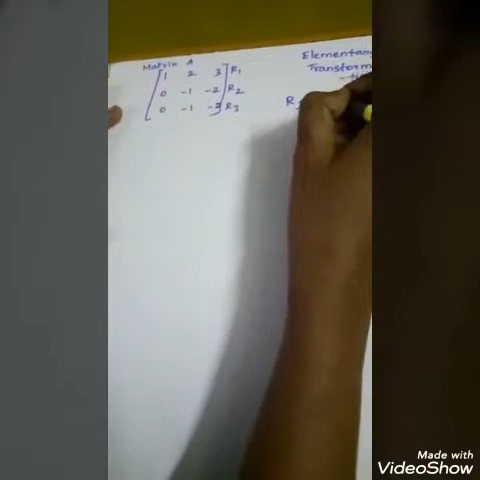 Matrix A
1 2 3 R1
0 -1 -2 R2
0 -1 -2 R3
Elementary
Transform
R
Made with
VideoShow